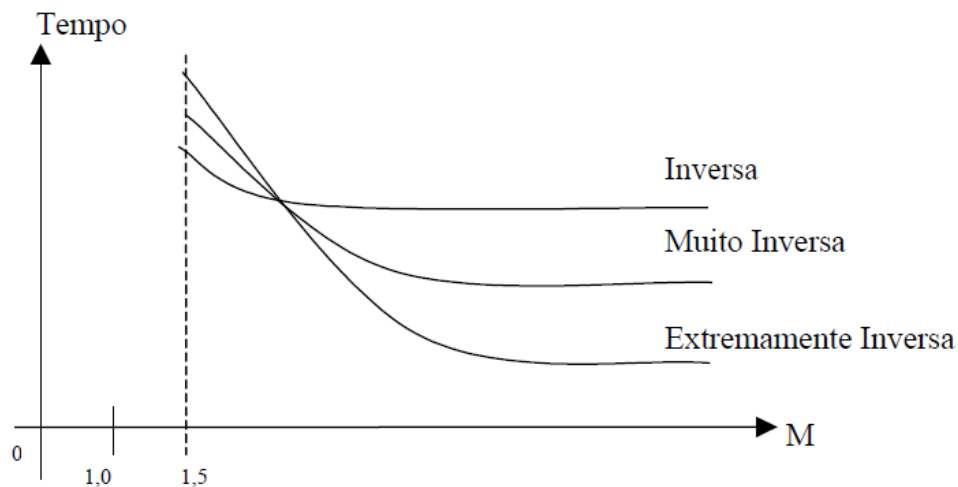 Tempo
Inversa
Muito Inversa
Extremamente Inversa
M
0
1,0
1,5